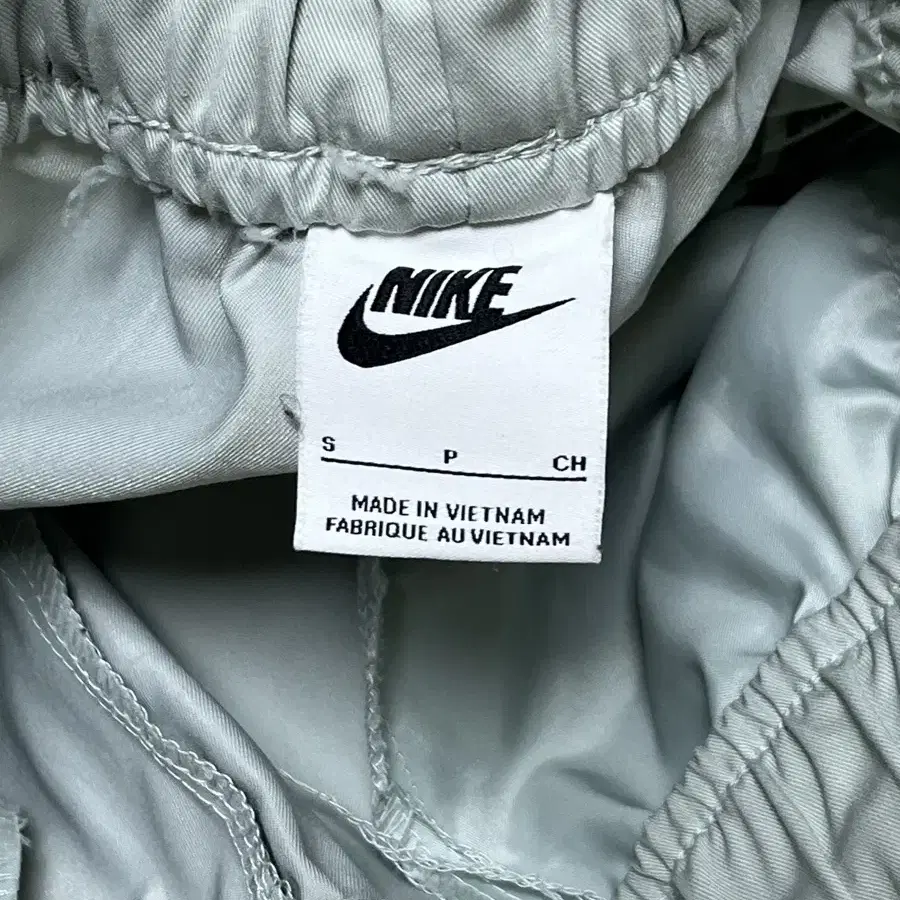 NIKE
S P CH
MADE IN VIETNAM
FABRIQUE AU VIETNAM